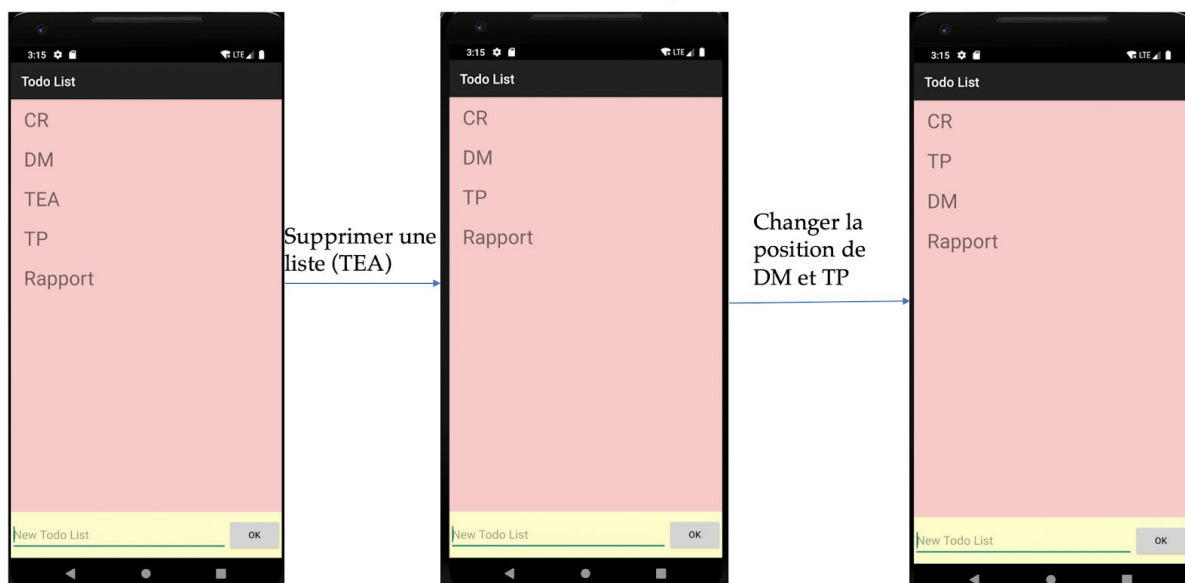 3:15 LTE
Todo List
CR
DM
TEA
TP
Rapport
New Todo List OK
Supprimer une
liste (TEA)
3:15 LTE
Todo List
CR
DM
TP
Rapport
New Todo List OK
Changer la
position de
DM et TP
3:15 LTE
Todo List
CR
TP
DM
Rapport
New Todo List OK